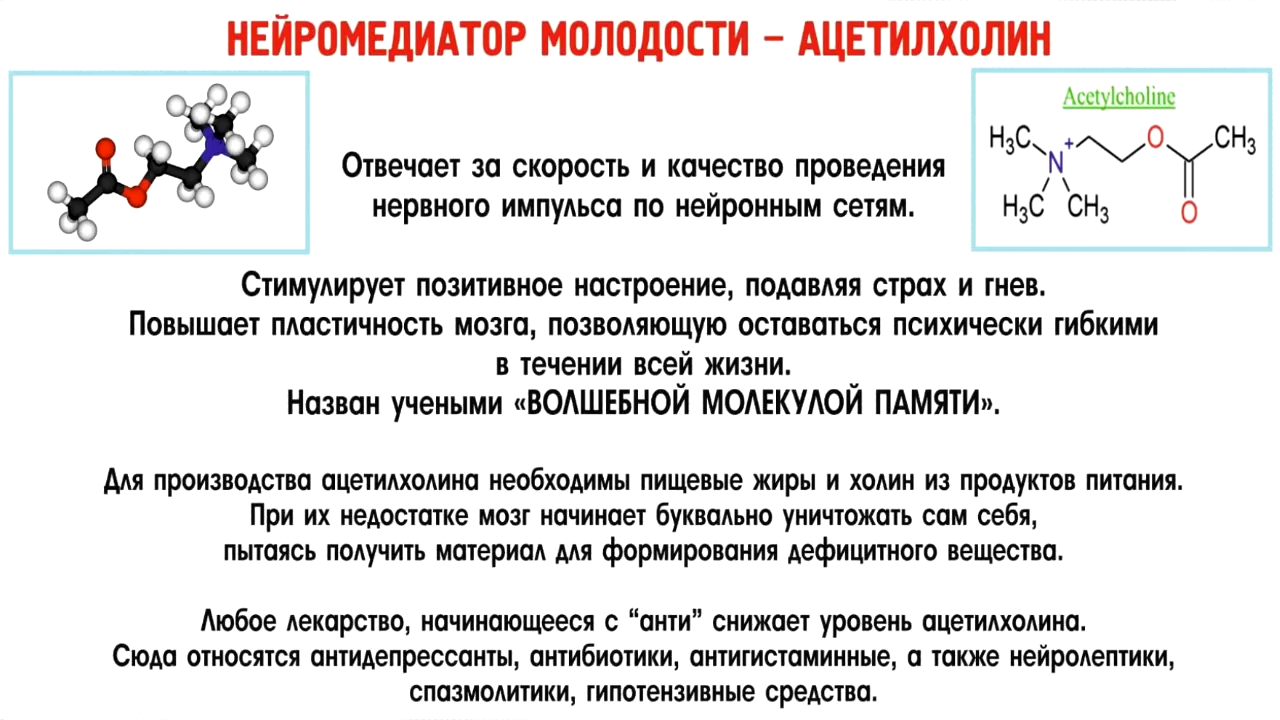 НЕЙРОМЕДИАТОР МОЛОДОСТИ – АЦЕТИЛХОЛИН
Acetylcholine
H₃C
N⁺
O
CH₃
H₃C
CH₃
O
Отвечает за скорость и качество проведения
нервного импульса по нейронным сетям.
Стимулирует позитивное настроение, подавляя страх и гнев.
Повышает пластичность мозга, позволяющую оставаться психически гибкими
в течении всей жизни.
Назван учеными «ВОЛШЕБНОЙ МОЛЕКУЛОЙ ПАМЯТИ».
Для производства ацетилхолина необходимы пищевые жиры и холин из продуктов питания.
При их недостатке мозг начинает буквально уничтожать сам себя,
пытаясь получить материал для формирования дефицитного вещества.
Любое лекарство, начинающееся с “анти” снижает уровень ацетилхолина.
Сюда относятся антидепрессанты, антибиотики, антигистаминные, а также нейролептики,
спазмолитики, гипотензивные средства.